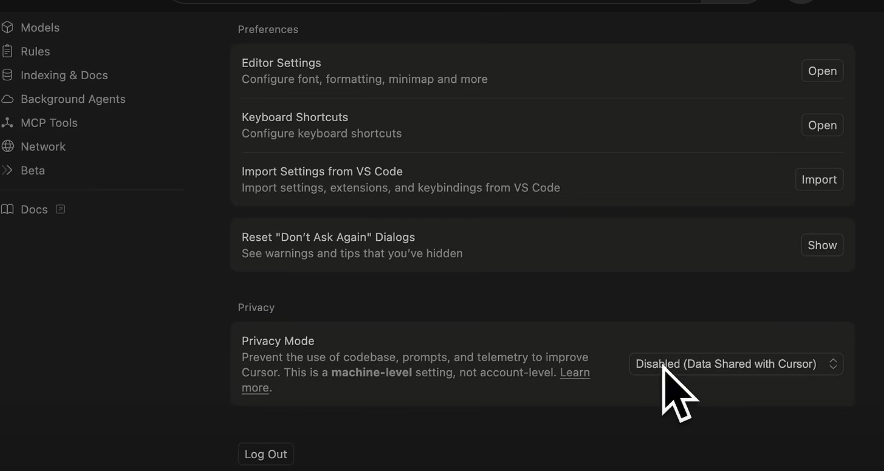 Models
Rules
Indexing & Docs
Background Agents
MCP Tools
Network
Beta
Docs
Preferences
Editor Settings
Configure font, formatting, minimap and more
Open
Keyboard Shortcuts
Configure keyboard shortcuts
Open
Import Settings from VS Code
Import settings, extensions, and keybindings from VS Code
Import
Reset "Don't Ask Again" Dialogs
See warnings and tips that you've hidden
Show
Privacy
Privacy Mode
Prevent the use of codebase, prompts, and telemetry to improve
Cursor. This is a machine-level setting, not account-level. Learn
more.
Disabled (Data Shared with Cursor)
Log Out